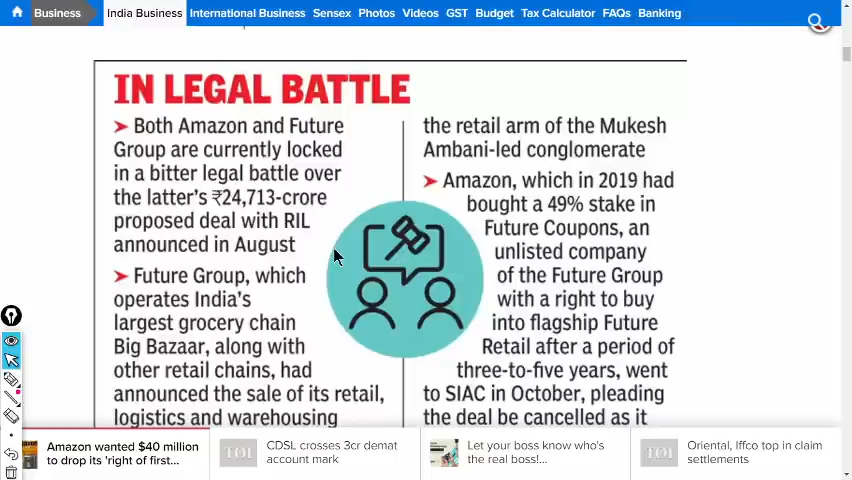 Business India Business International Business Sensex Photos Videos GST Budget Tax Calculator FAQs Banking
IN LEGAL BATTLE
➤ Both Amazon and Future
Group are currently locked
in a bitter legal battle over
the latter's ₹24,713-crore
proposed deal with RIL
announced in August
➤ Future Group, which
operates India's
largest grocery chain
Big Bazaar, along with
other retail chains, had
announced the sale of its retail,
logistics and warehousing
the retail arm of the Mukesh
Ambani-led conglomerate
➤ Amazon, which in 2019 had
bought a 49% stake in
Future Coupons, an
unlisted company
of the Future Group
with a right to buy
into flagship Future
Retail after a period of
three-to-five years, went
to SIAC in October, pleading
the deal be cancelled as it
Amazon wanted $40 million
to drop its 'right of first...
TOI
CDSL crosses 3cr demat
account mark
Let your boss know who's
the real boss!...
TOI
Oriental, Iffco top in claim
settlements